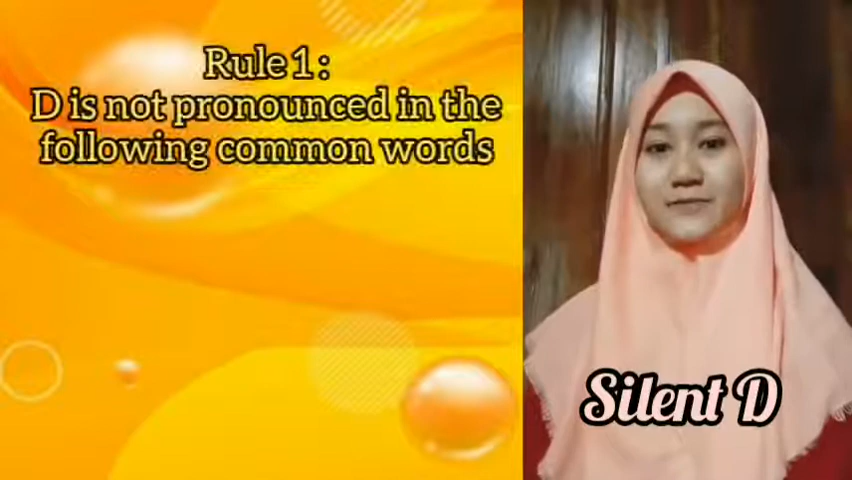 Rule 1 :
D is not pronounced in the
following common words
Silent D